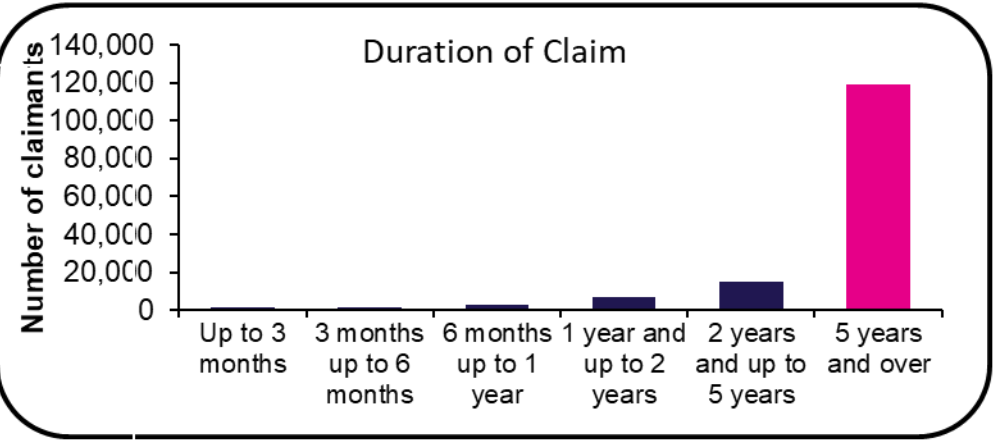 Duration of Claim
Number of claimants
140,000
120,000
100,000
80,000
60,000
40,000
20,000
0
Up to 3
months
3 months
up to 6
months
6 months
up to 1
year
1 year and
up to 2
years
2 years
and up to
5 years
5 years
and over